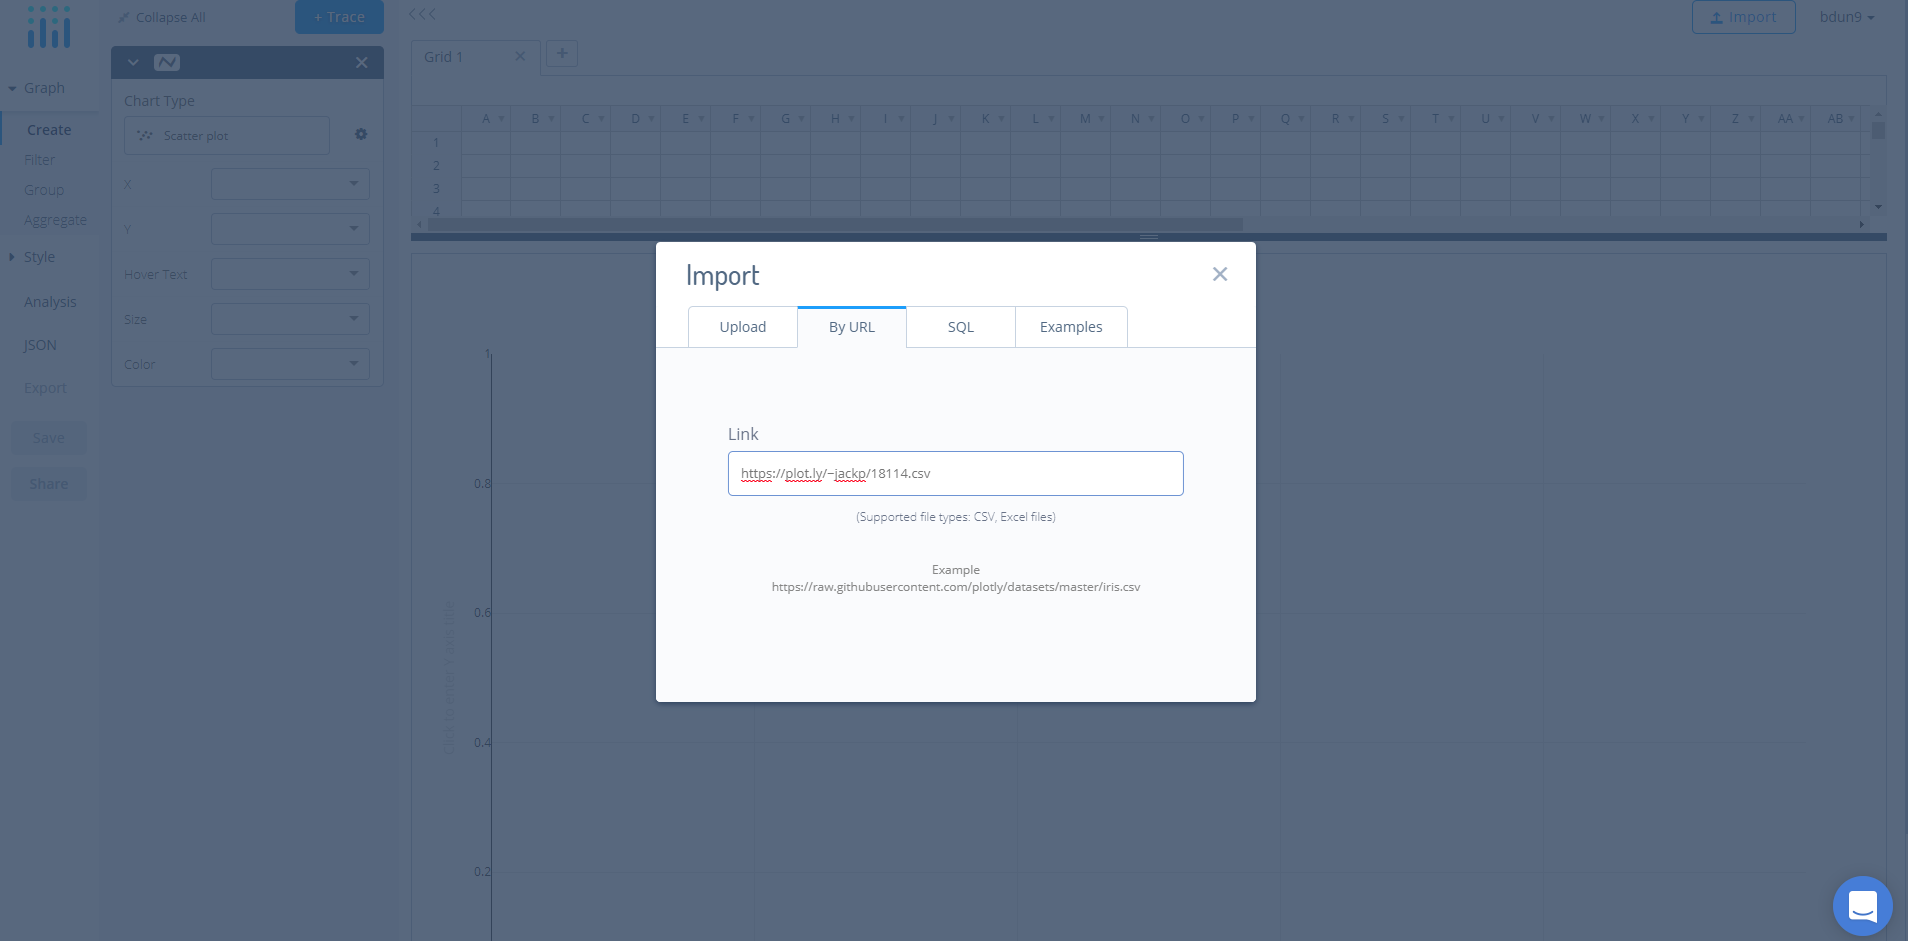 Collapse All
+ Trace
Import
bdun9
Graph
Create
Filter
Group
Aggregate
Style
Analysis
JSON
Export
Save
Share
Chart Type
Scatter plot
X
Y
Hover Text
Size
Color
Grid 1
+
A B C D E F G H I J K L M N O P Q R S T U V W X Y Z AA AB
1
2
3
4
Import
Upload By URL SQL Examples
Link
https://plot.ly/~jackp/18114.csv
(Supported file types: CSV, Excel files)
Example
https://raw.githubusercontent.com/plotly/datasets/master/iris.csv
1
0.8
0.6
0.4
0.2
Click to enter Y axis title